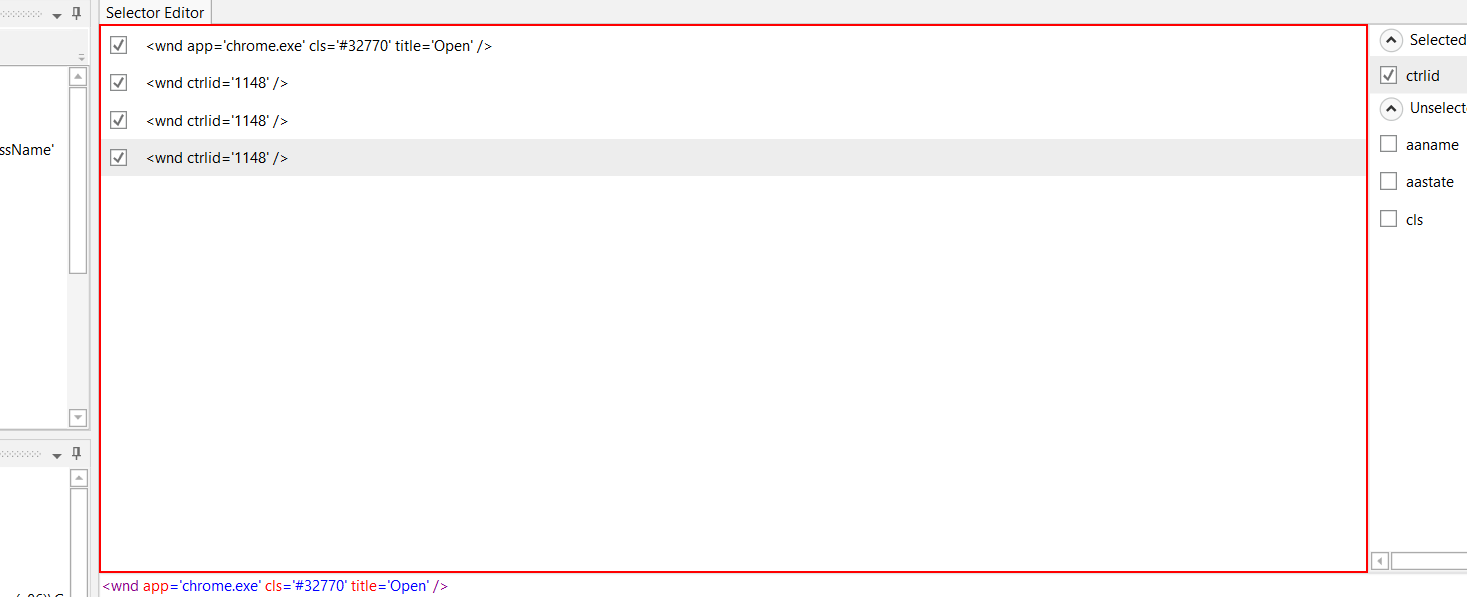 Selector Editor
<wnd app='chrome.exe' cls='#32770' title='Open' />
<wnd ctrlid='1148' />
<wnd ctrlid='1148' />
<wnd ctrlid='1148' />
Selected
ctrlid
Unselect
aaname
aastate
cls
ssName'
<wnd app='chrome.exe' cls='#32770' title='Open' />